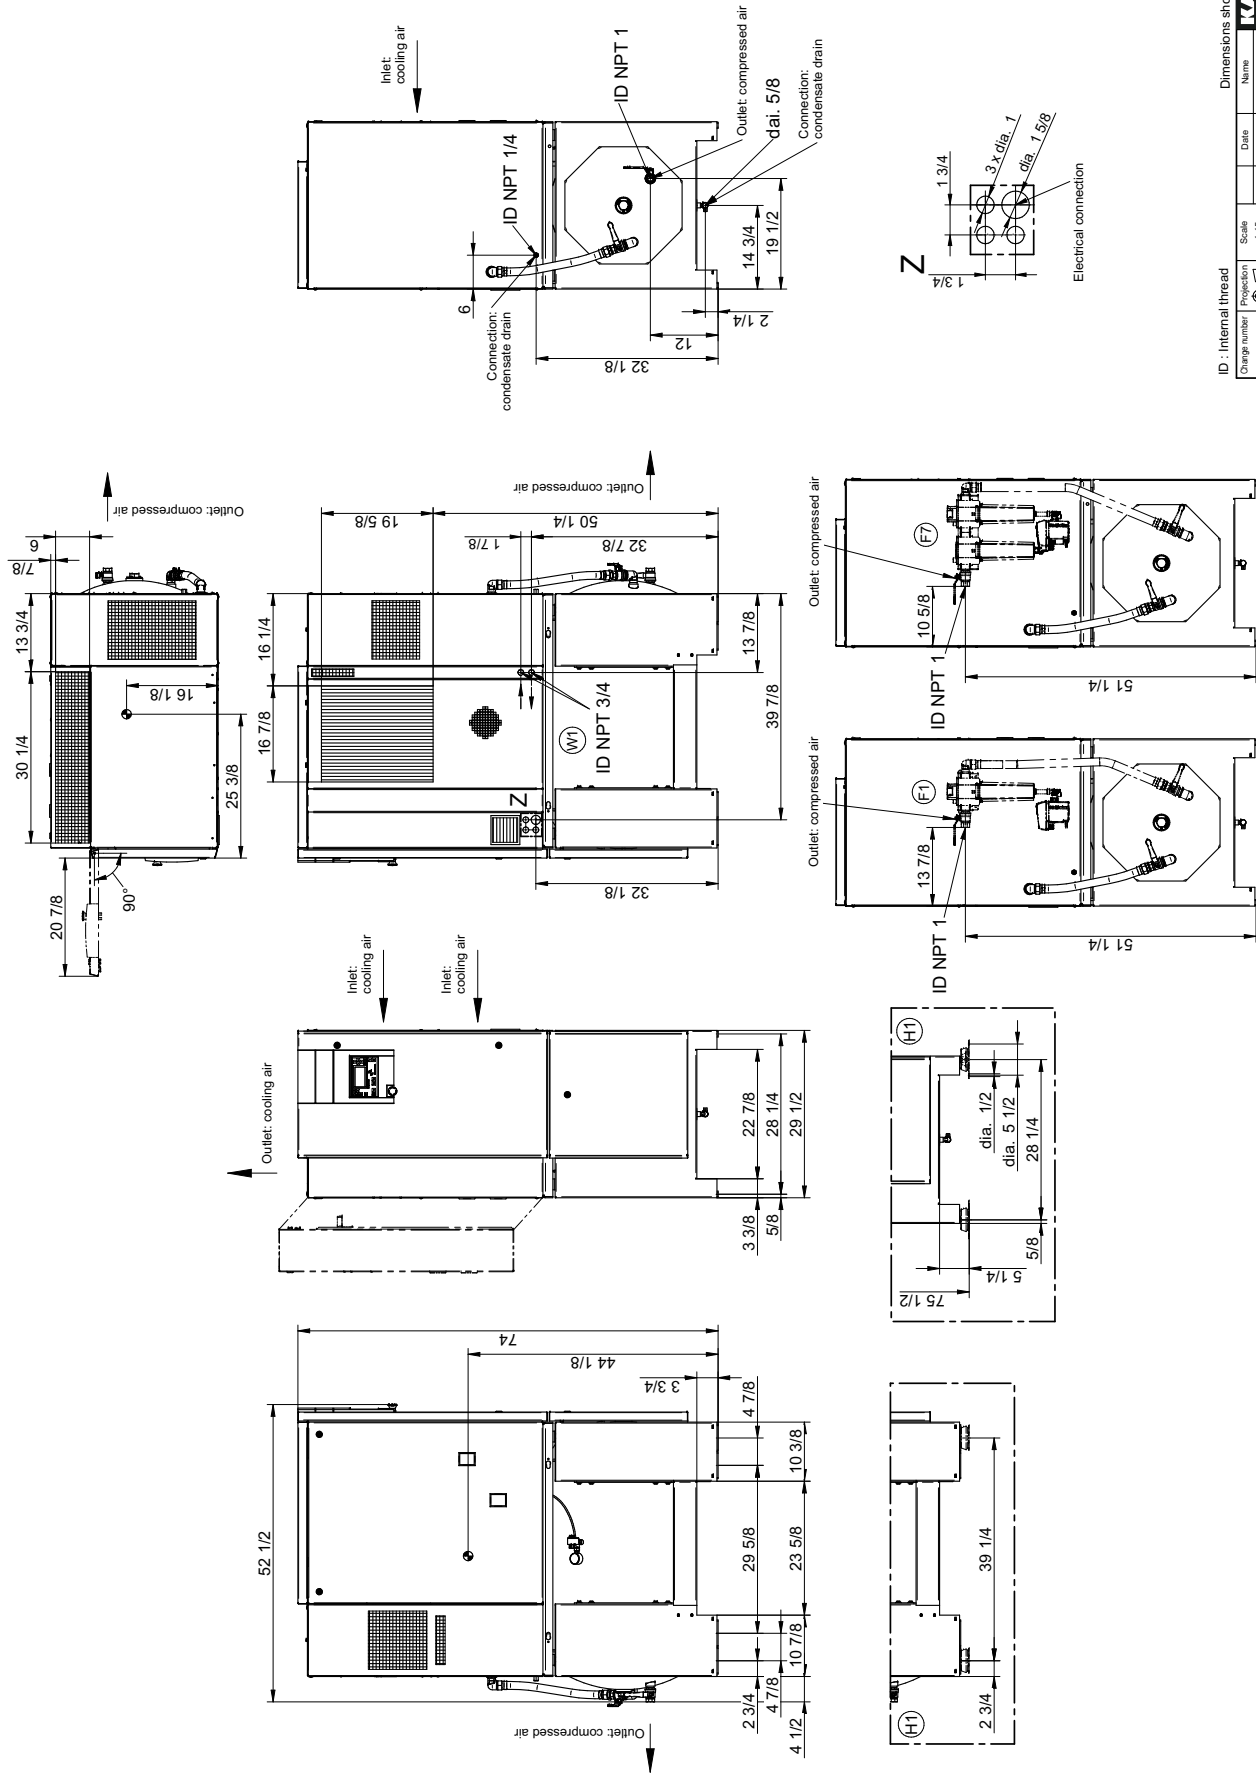 Inlet:
cooling air
ID NPT 1/4
ID NPT 1
Outlet: compressed air
dai. 5/8
Connection:
condensate drain
6
Connection:
condensate drain
14 3/4
19 1/2
2 1/4
12
32 1/8
Z
1 3/4
1 3/4
3 x dia. 1
dia. 1 5/8
Electrical connection
ID : Internal thread
Dimensions sho
Change number
Projection
Scale
Date
Name
Outlet: compressed air
7/8
6
13 3/4
30 1/4
16 1/8
25 3/8
20 7/8
90°
Outlet: compressed air
19 5/8
50 1/4
1 7/8
32 7/8
16 1/4
16 7/8
W1
ID NPT 3/4
Z
13 7/8
39 7/8
32 1/8
Outlet: compressed air
F7
10 5/8
ID NPT 1
51 1/4
Outlet: compressed air
F1
13 7/8
ID NPT 1
51 1/4
Outlet: cooling air
Inlet:
cooling air
Inlet:
cooling air
22 7/8
28 1/4
29 1/2
3 3/8
5/8
H1
dia. 1/2
dia. 5 1/2
28 1/4
5/8
5 1/4
75 1/2
52 1/2
74
44 1/8
3 3/4
4 7/8
10 3/8
29 5/8
23 5/8
10 7/8
2 3/4
4 7/8
4 1/2
Outlet: compressed air
39 1/4
2 3/4
H1